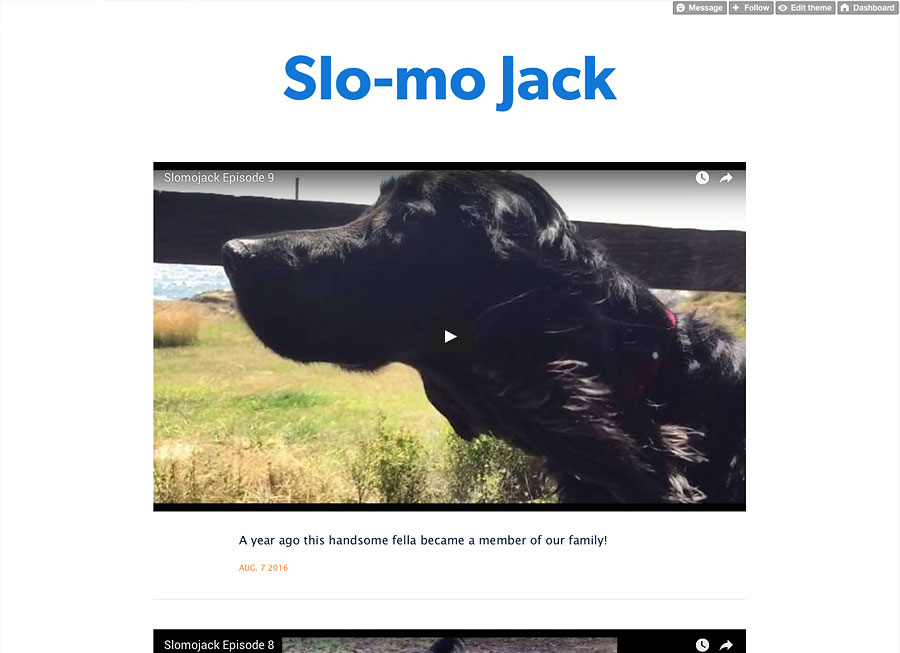 Message + Follow Edit theme Dashboard
Slo-mo Jack
Slomojack Episode 9
A year ago this handsome fella became a member of our family!
AUG. 7 2016
Slomojack Episode 8